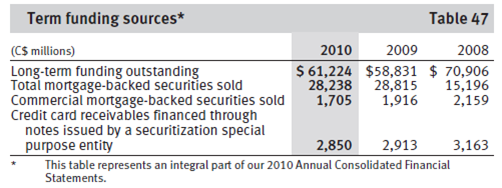 Term funding sources* Table 47
(C$ millions) 2010 2009 2008
Long-term funding outstanding $ 61,224 $58,831 $ 70,906
Total mortgage-backed securities sold 28,238 28,815 15,196
Commercial mortgage-backed securities sold 1,705 1,916 2,159
Credit card receivables financed through
notes issued by a securitization special
purpose entity 2,850 2,913 3,163
* This table represents an integral part of our 2010 Annual Consolidated Financial
Statements.